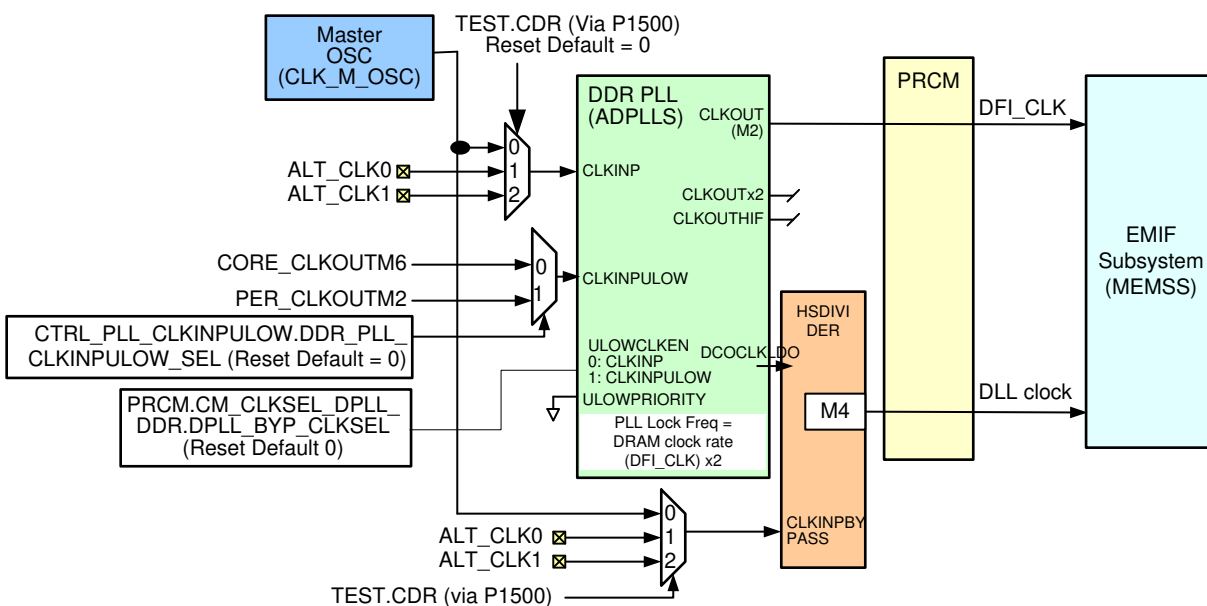 Master
OSC
(CLK_M_OSC)
TEST.CDR (Via P1500)
Reset Default = 0
ALT_CLK0
ALT_CLK1
0
1
2
CORE_CLKOUTM6
PER_CLKOUTM2
0
1
CTRL_PLL_CLKINPULOW.DDR_PLL_
CLKINPULOW_SEL (Reset Default = 0)
PRCM.CM_CLKSEL_DPLL_
DDR.DPLL_BYP_CLKSEL
(Reset Default 0)
DDR PLL
(ADPLLS)
CLKOUT
(M2)
CLKINP
CLKOUTx2
CLKOUTHIF
CLKINPULOW
ULOWCLKEN
0: CLKINP
1: CLKINPULOW
DCOCLKLDO
ULOWPRIORITY
PLL Lock Freq =
DRAM clock rate
(DFI_CLK) x2
HSDIVI
DER
M4
CLKINPBY
PASS
PRCM
DFI_CLK
DLL clock
EMIF
Subsystem
(MEMSS)
ALT_CLK0
ALT_CLK1
0
1
2
TEST.CDR (via P1500)